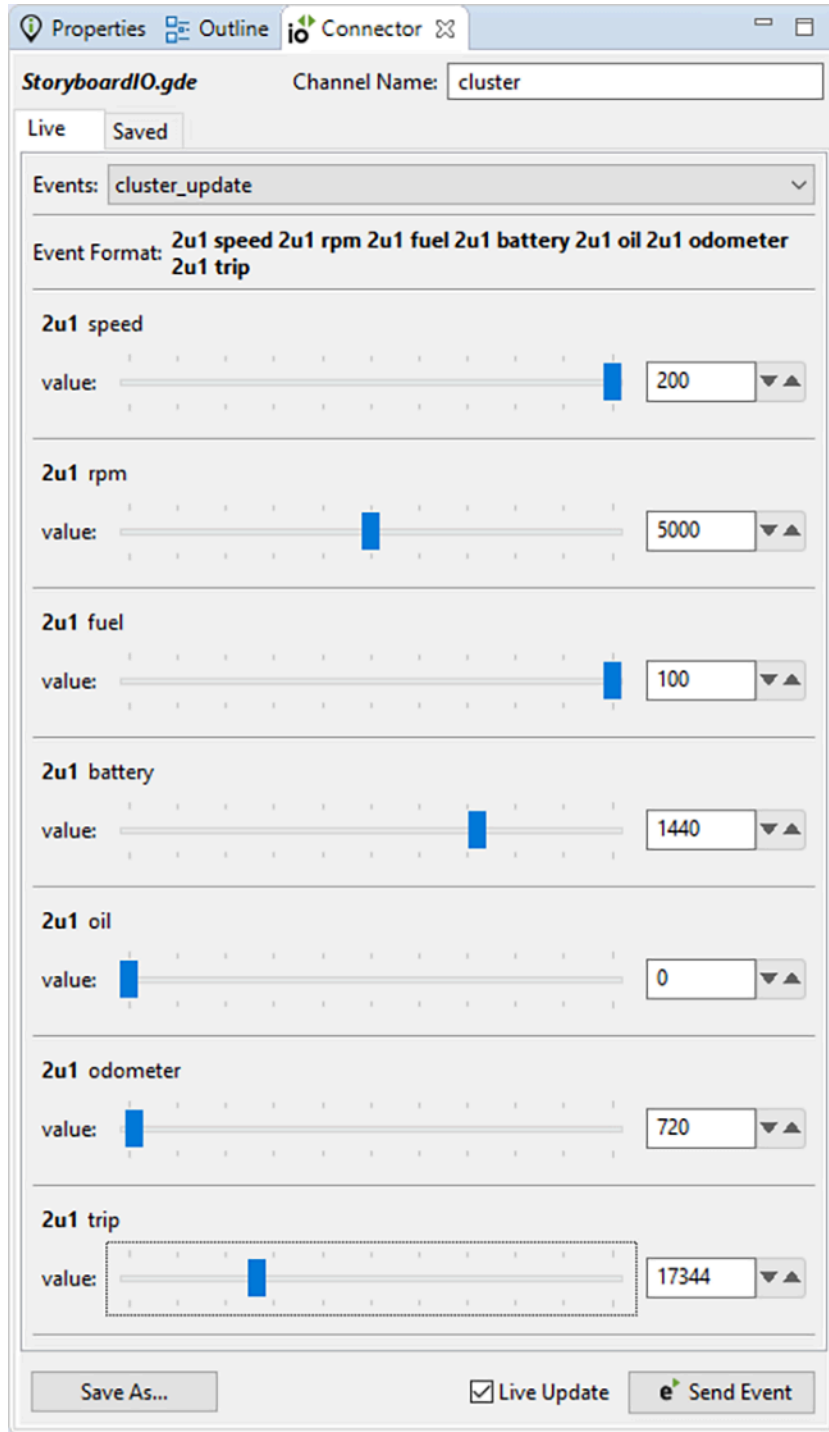 Properties Outline io Connector
StoryboardIO.gde Channel Name: cluster
Live Saved
Events: cluster_update
Event Format: 2u1 speed 2u1 rpm 2u1 fuel 2u1 battery 2u1 oil 2u1 odometer
2u1 trip
2u1 speed
value: 200
2u1 rpm
value: 5000
2u1 fuel
value: 100
2u1 battery
value: 1440
2u1 oil
value: 0
2u1 odometer
value: 720
2u1 trip
value: 17344
Save As... Live Update e Send Event